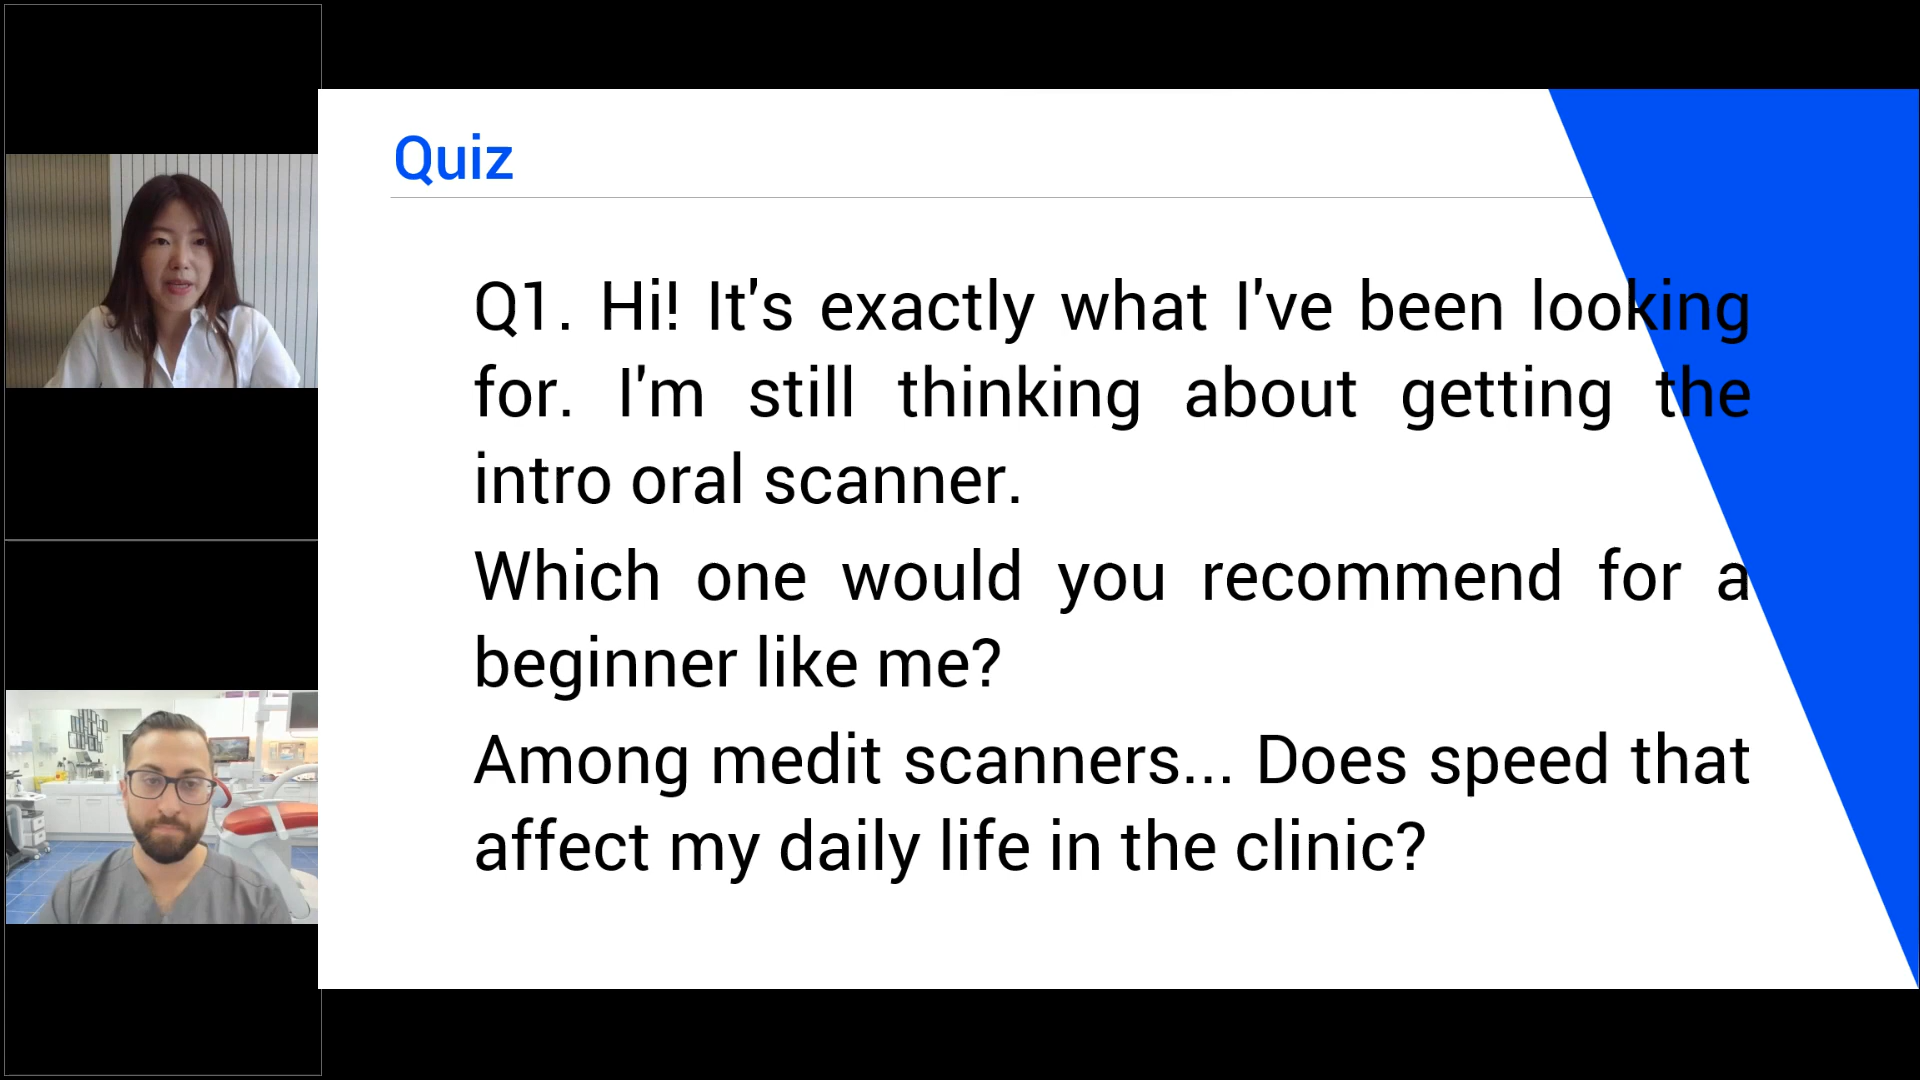 Quiz
Q1. Hi! It's exactly what I've been looking
for. I'm still thinking about getting the
intro oral scanner.
Which one would you recommend for a
beginner like me?
Among medit scanners... Does speed that
affect my daily life in the clinic?